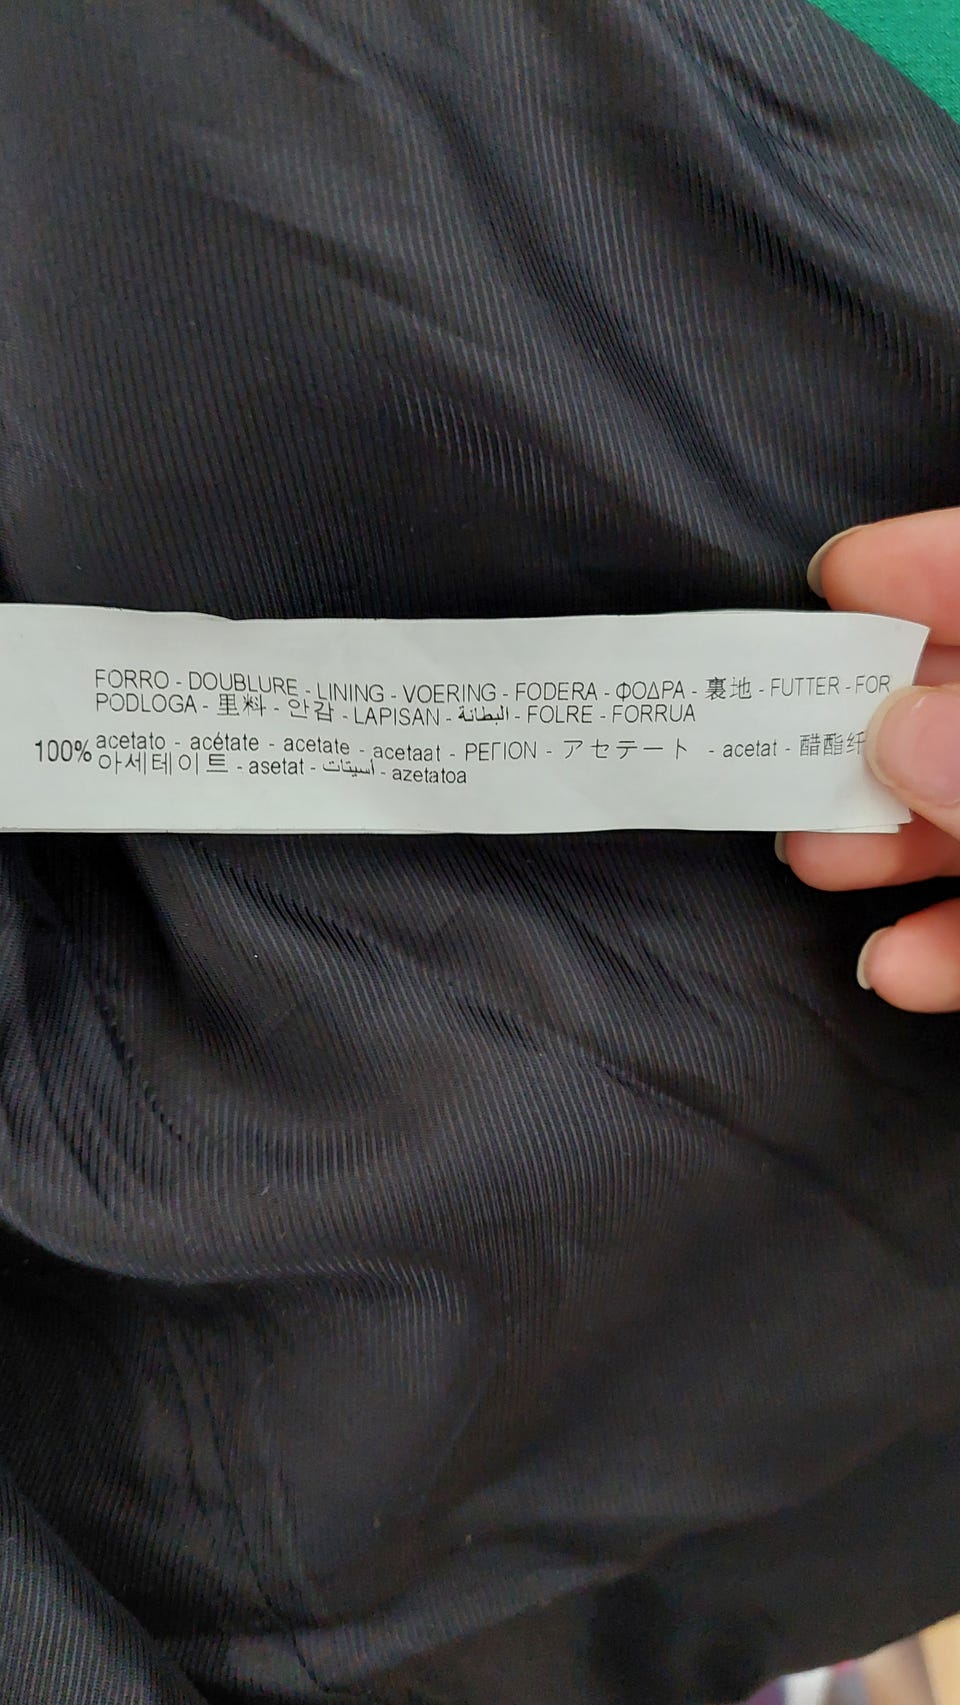 FORRO - DOUBLURE - LINING - VOERING - FODERA - ΦΟΔΡΑ - 裏地 - FUTTER - FOR
PODLOGA - 里料 - 안감 - LAPISAN - البطانة - FOLRE - FORRUA
100% acetato - acétate - acetate - acetaat - ΡΕΓΙΟΝ - アセテート - acetat - 醋酯纤
아세테이트 - asetat - أسيتات - azetatoa